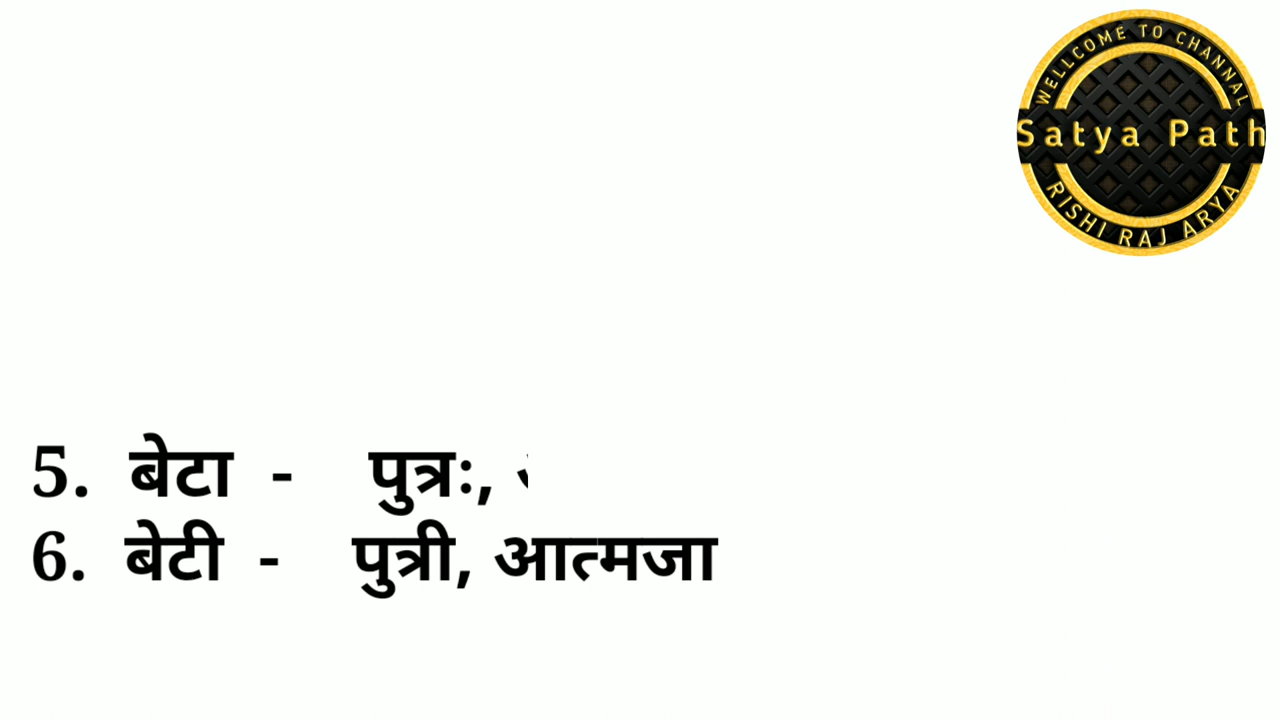 WELLCOME TO CHANNAL
Satya Path
RISHI RAJ ARYA
5. बेटा - पुत्रः,
6. बेटी - पुत्री, आत्मजा